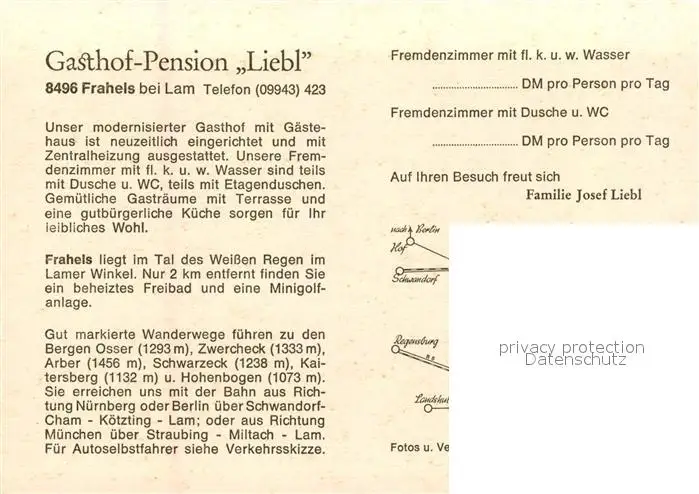 Gasthof-Pension „Liebl”
8496 Frahels bei Lam Telefon (09943) 423
Unser modernisierter Gasthof mit Gäste-
haus ist neuzeitlich eingerichtet und mit
Zentralheizung ausgestattet. Unsere Frem-
denzimmer mit fl. k. u. w. Wasser sind teils
mit Dusche u. WC, teils mit Etagenduschen.
Gemütliche Gasträume mit Terrasse und
eine gutbürgerliche Küche sorgen für Ihr
leibliches Wohl.
Frahels liegt im Tal des Weißen Regen im
Lamer Winkel. Nur 2 km entfernt finden Sie
ein beheiztes Freibad und eine Minigolf-
anlage.
Gut markierte Wanderwege führen zu den
Bergen Osser (1293 m), Zwercheck (1333 m),
Arber (1456 m), Schwarzeck (1238 m), Kai-
tersberg (1132 m) u. Hohenbogen (1073 m).
Sie erreichen uns mit der Bahn aus Rich-
tung Nürnberg oder Berlin über Schwandorf-
Cham - Kötzting - Lam; oder aus Richtung
München über Straubing - Miltach - Lam.
Für Autoselbstfahrer siehe Verkehrsskizze.
Fremdenzimmer mit fl. k. u. w. Wasser
.............................. DM pro Person pro Tag
Fremdenzimmer mit Dusche u. WC
.............................. DM pro Person pro Tag
Auf Ihren Besuch freut sich
Familie Josef Liebl
nach Berlin
Hof
Schwandorf
Regensburg
R 8
Landshut
Fotos u. Ve
privacy protection
Datenschutz